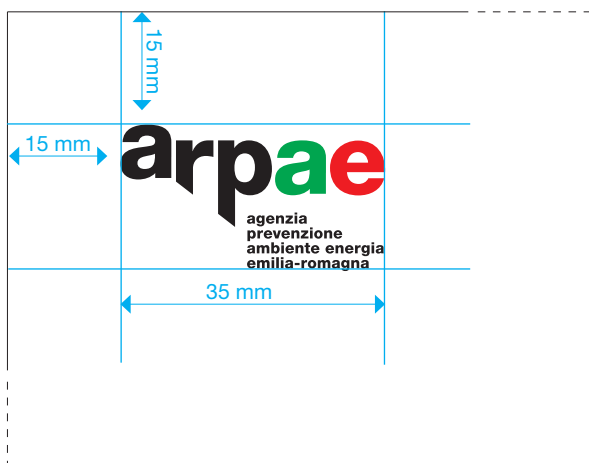 15 mm
15 mm
arpae
agenzia
prevenzione
ambiente energia
emilia-romagna
35 mm